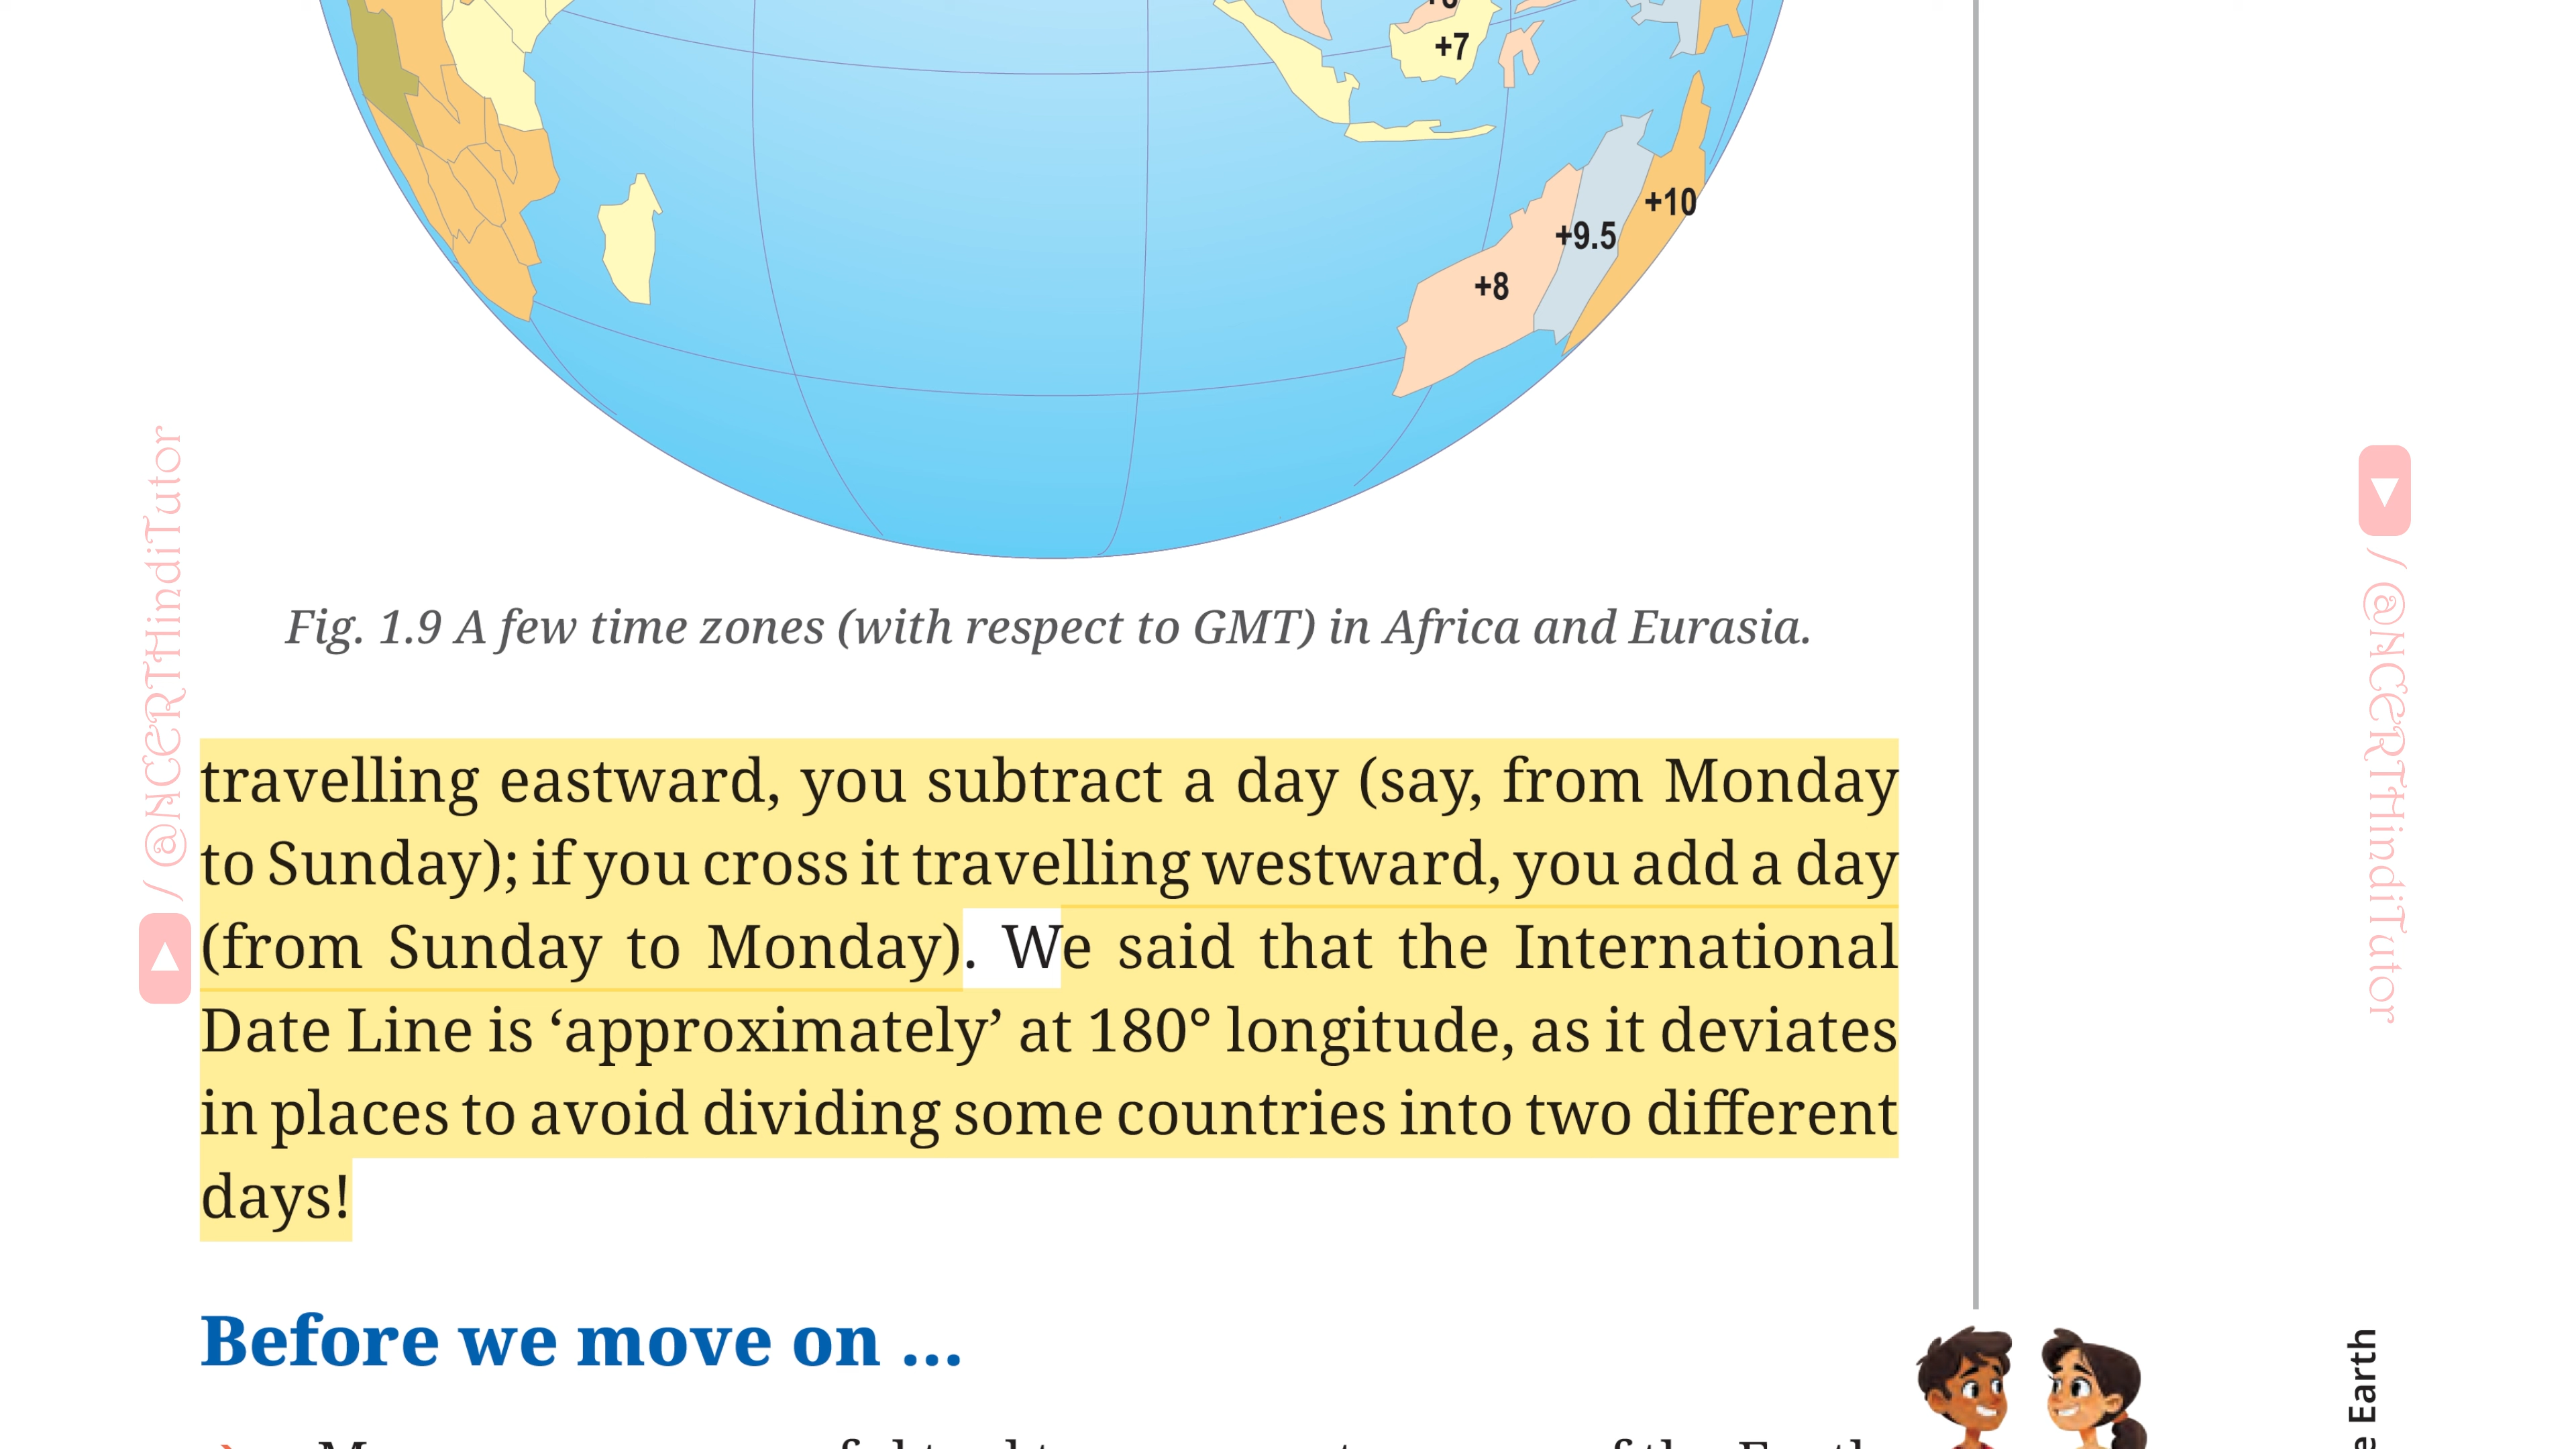 +7
+10
+9.5
+8
Fig. 1.9 A few time zones (with respect to GMT) in Africa and Eurasia.
travelling eastward, you subtract a day (say, from Monday
to Sunday); if you cross it travelling westward, you add a day
(from Sunday to Monday). We said that the International
Date Line is ‘approximately’ at 180° longitude, as it deviates
in places to avoid dividing some countries into two different
days!
Before we move on ...
/ @NCERTHindiTutor
/ @NCERTHindiTutor
Earth